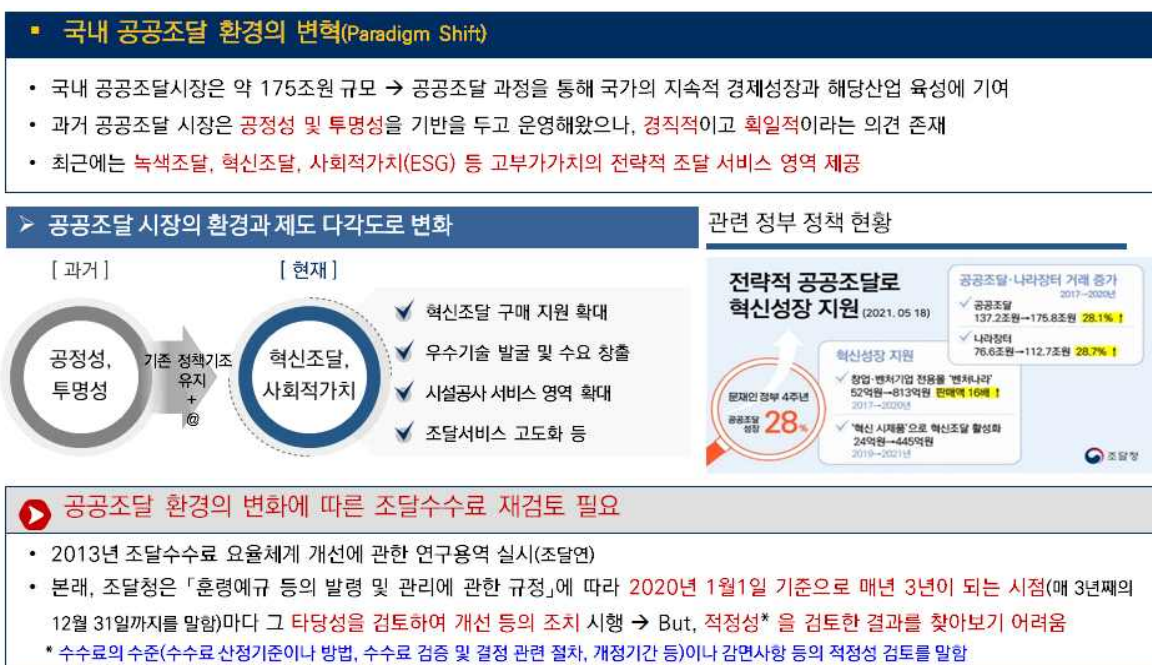 ▪ 국내 공공조달 환경의 변혁(Paradigm Shift)
• 국내 공공조달시장은 약 175조원 규모 → 공공조달 과정을 통해 국가의 지속적 경제성장과 해당산업 육성에 기여
• 과거 공공조달 시장은 공정성 및 투명성을 기반을 두고 운영해왔으나, 경직적이고 획일적이라는 의견 존재
• 최근에는 녹색조달, 혁신조달, 사회적가치(ESG) 등 고부가가치의 전략적 조달 서비스 영역 제공
➢ 공공조달 시장의 환경과 제도 다각도로 변화
[ 과거 ]
[ 현재 ]
공정성,
투명성
기존 정책기조
유지
+
@
혁신조달,
사회적가치
✓ 혁신조달 구매 지원 확대
✓ 우수기술 발굴 및 수요 창출
✓ 시설공사 서비스 영역 확대
✓ 조달서비스 고도화 등
관련 정부 정책 현황
전략적 공공조달로
혁신성장 지원 (2021. 05 18)
공공조달·나라장터 거래 증가
2017→2020년
✓ 공공조달
137.2조원→175.8조원 28.1% ↑
✓ 나라장터
76.6조원→112.7조원 28.7% ↑
혁신성장 지원
✓ 창업·벤처기업 전용몰 '벤처나라'
52억원→813억원 판매액 16배 ↑
2017→2020년
✓ '혁신 시제품'으로 혁신조달 활성화
24억원→445억원
2019→2021년
문재인 정부 4주년
공공조달
성장 28%
조달청
공공조달 환경의 변화에 따른 조달수수료 재검토 필요
• 2013년 조달수수료 요율체계 개선에 관한 연구용역 실시(조달연)
• 본래, 조달청은 「훈령예규 등의 발령 및 관리에 관한 규정」에 따라 2020년 1월1일 기준으로 매년 3년이 되는 시점(매 3년째의
12월 31일까지를 말함)마다 그 타당성을 검토하여 개선 등의 조치 시행 → But, 적정성* 을 검토한 결과를 찾아보기 어려움
* 수수료의 수준(수수료 산정기준이나 방법, 수수료 검증 및 결정 관련 절차, 개정기간 등)이나 감면사항 등의 적정성 검토를 말함